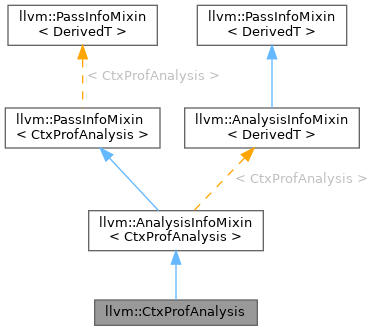 llvm::PassInfoMixin
< DerivedT >
llvm::PassInfoMixin
< DerivedT >
< CtxProfAnalysis >
llvm::PassInfoMixin
< CtxProfAnalysis >
llvm::AnalysisInfoMixin
< DerivedT >
< CtxProfAnalysis >
llvm::AnalysisInfoMixin
< CtxProfAnalysis >
llvm::CtxProfAnalysis